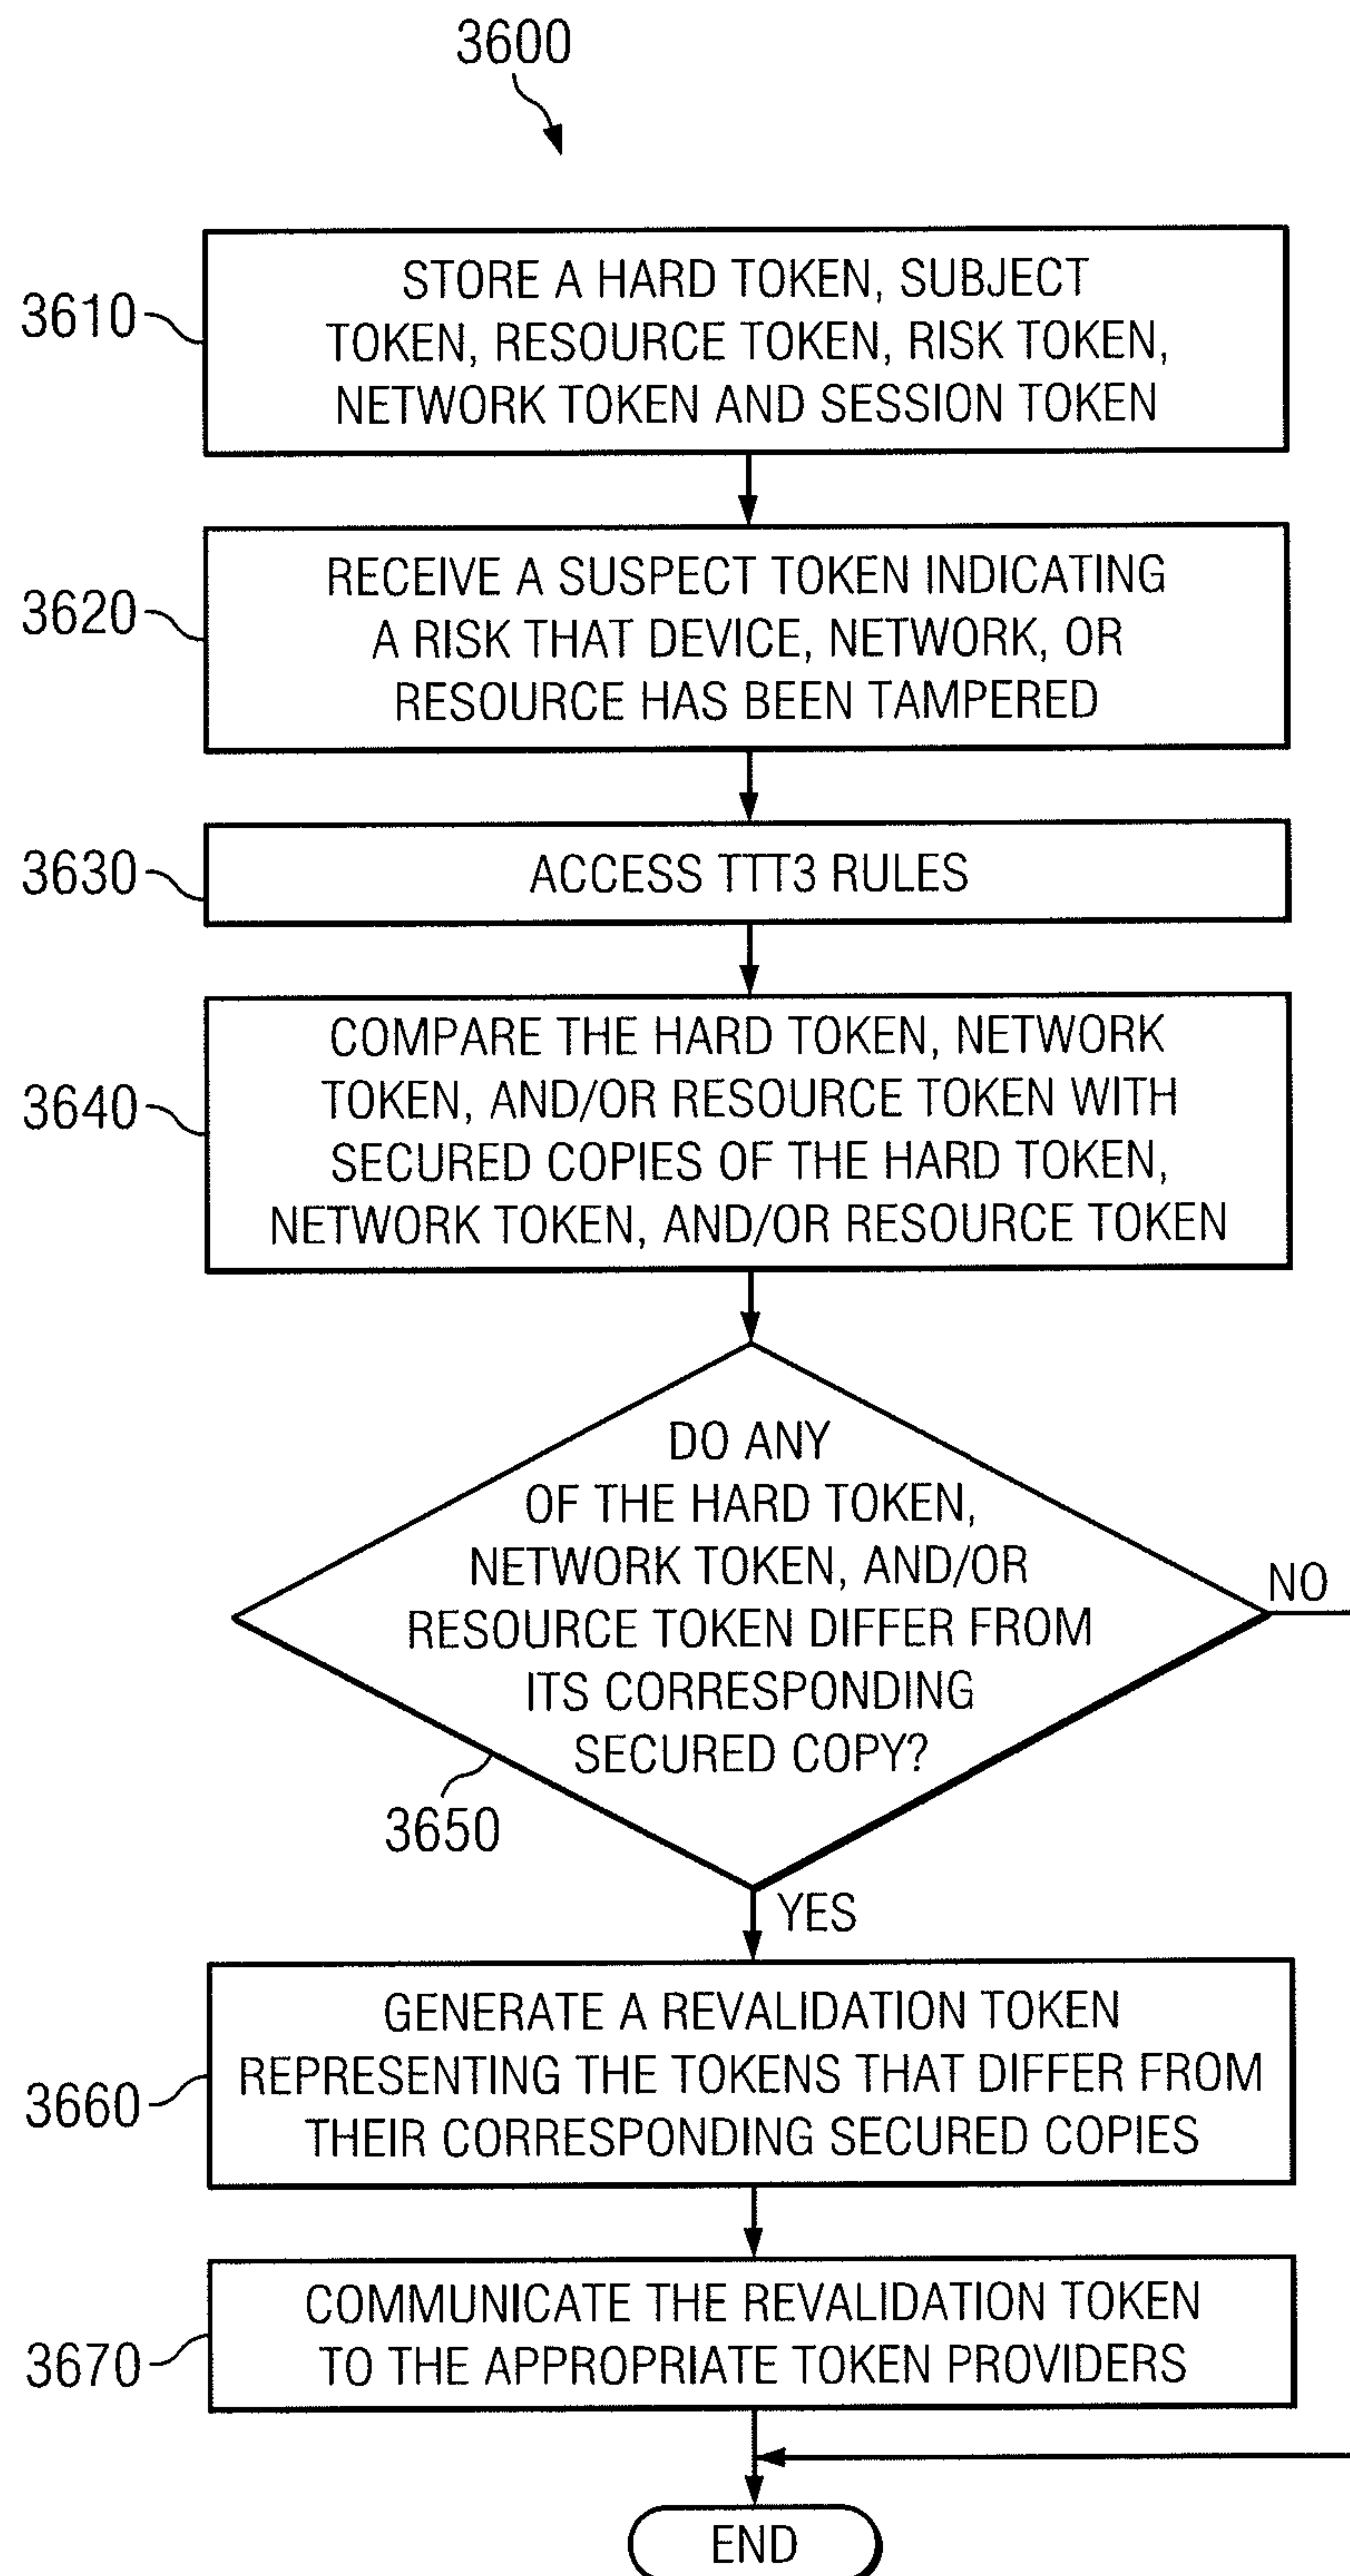 3600
3610
STORE A HARD TOKEN, SUBJECT
TOKEN, RESOURCE TOKEN, RISK TOKEN,
NETWORK TOKEN AND SESSION TOKEN
3620
RECEIVE A SUSPECT TOKEN INDICATING
A RISK THAT DEVICE, NETWORK, OR
RESOURCE HAS BEEN TAMPERED
3630
ACCESS TTT3 RULES
3640
COMPARE THE HARD TOKEN, NETWORK
TOKEN, AND/OR RESOURCE TOKEN WITH
SECURED COPIES OF THE HARD TOKEN,
NETWORK TOKEN, AND/OR RESOURCE TOKEN
DO ANY
OF THE HARD TOKEN,
NETWORK TOKEN, AND/OR
RESOURCE TOKEN DIFFER FROM
ITS CORRESPONDING
SECURED COPY?
NO
3650
YES
3660
GENERATE A REVALIDATION TOKEN
REPRESENTING THE TOKENS THAT DIFFER FROM
THEIR CORRESPONDING SECURED COPIES
3670
COMMUNICATE THE REVALIDATION TOKEN
TO THE APPROPRIATE TOKEN PROVIDERS
END